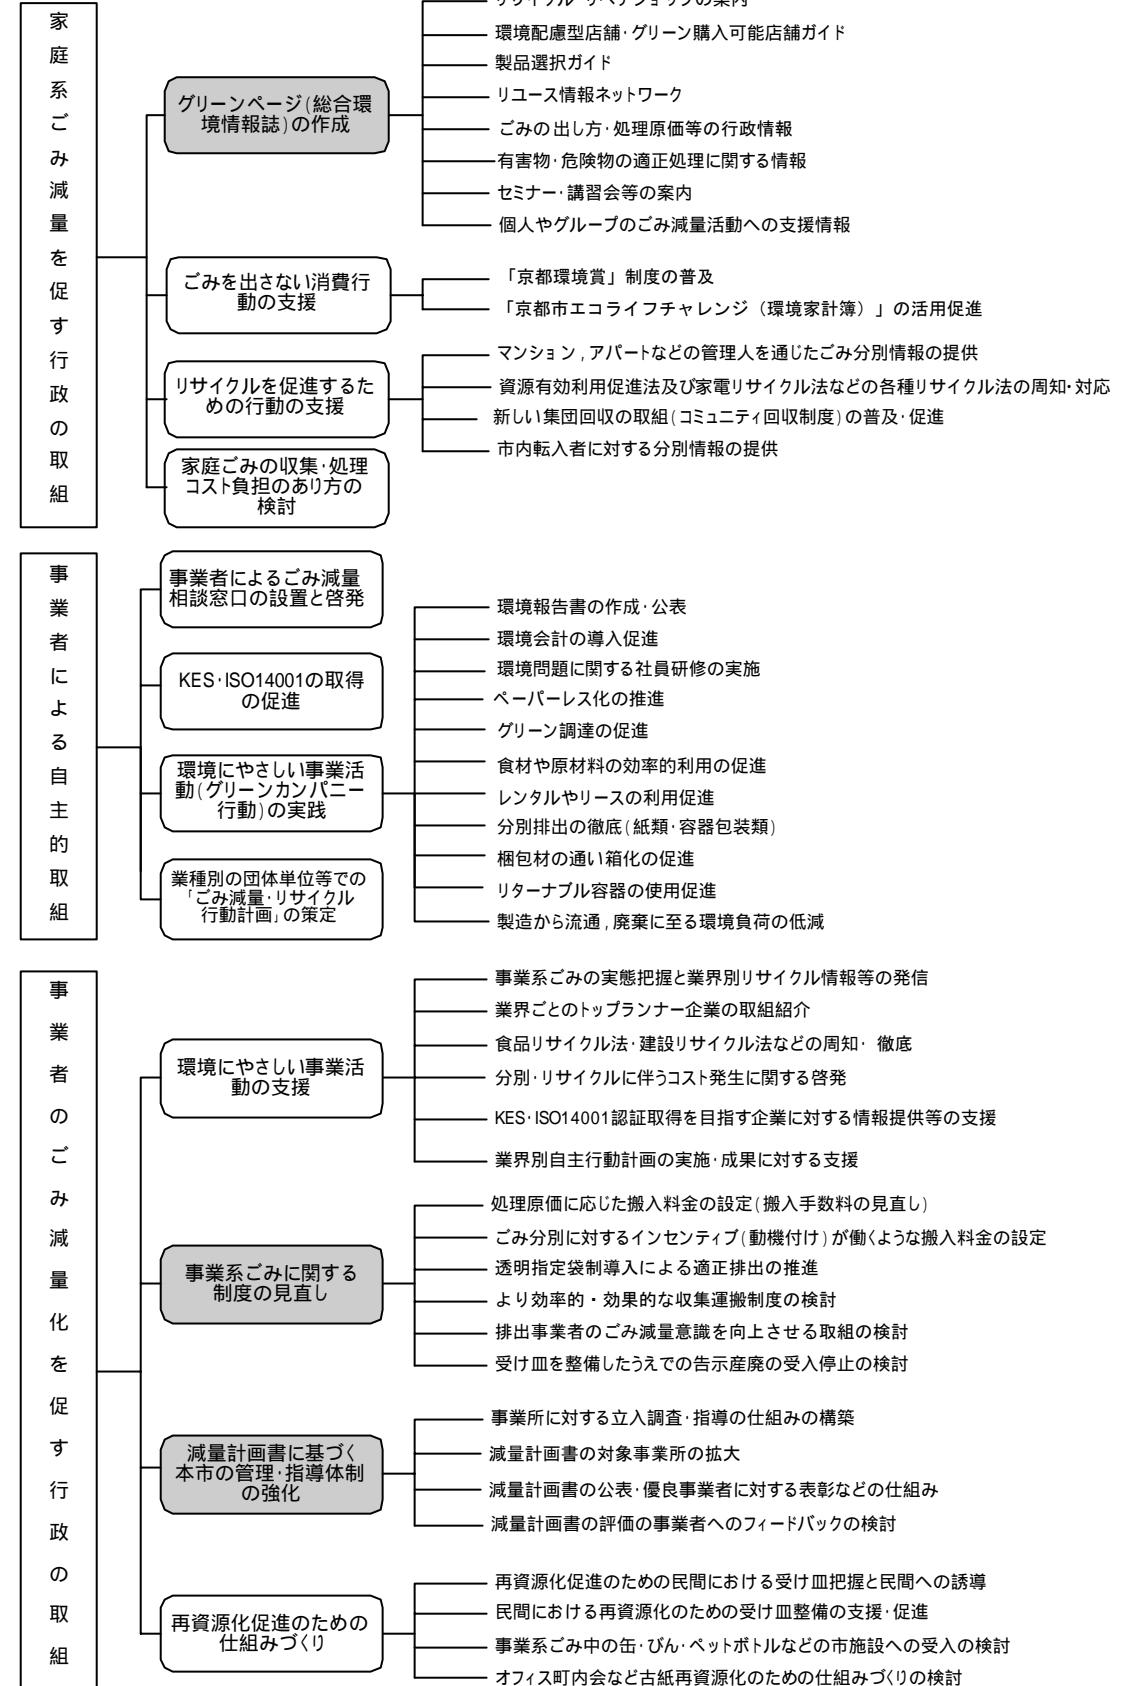 家庭系ごみ減量を促す行政の取組
グリーンページ(総合環
境情報誌)の作成
環境配慮型店舗･グリーン購入可能店舗ガイド
製品選択ガイド
リユース情報ネットワーク
ごみの出し方･処理原価等の行政情報
有害物･危険物の適正処理に関する情報
セミナー･講習会等の案内
個人やグループのごみ減量活動への支援情報
ごみを出さない消費行
動の支援
「京都環境賞」制度の普及
「京都市エコライフチャレンジ（環境家計簿）」の活用促進
リサイクルを促進するた
めの行動の支援
マンション,アパートなどの管理人を通じたごみ分別情報の提供
資源有効利用促進法及び家電リサイクル法などの各種リサイクル法の周知･対応
新しい集団回収の取組(コミュニティ回収制度)の普及･促進
市内転入者に対する分別情報の提供
家庭ごみの収集･処理
コスト負担のあり方の
検討
事業者による自主的取組
事業者によるごみ減量
相談窓口の設置と啓発
KES･ISO14001の取得
の促進
環境にやさしい事業活
動(グリーンカンパニー
行動)の実践
環境報告書の作成･公表
環境会計の導入促進
環境問題に関する社員研修の実施
ペーパーレス化の推進
グリーン調達の促進
食材や原材料の効率的利用の促進
レンタルやリースの利用促進
分別排出の徹底(紙類･容器包装類)
梱包材の通い箱化の促進
リターナブル容器の使用促進
製造から流通,廃棄に至る環境負荷の低減
業種別の団体単位等での
「ごみ減量･リサイクル
行動計画」の策定
事業者のごみ減量化を促す行政の取組
環境にやさしい事業活
動の支援
事業系ごみの実態把握と業界別リサイクル情報等の発信
業界ごとのトップランナー企業の取組紹介
食品リサイクル法･建設リサイクル法などの周知･ 徹底
分別･リサイクルに伴うコスト発生に関する啓発
KES･ISO14001認証取得を目指す企業に対する情報提供等の支援
業界別自主行動計画の実施･成果に対する支援
事業系ごみに関する
制度の見直し
処理原価に応じた搬入料金の設定(搬入手数料の見直し)
ごみ分別に対するインセンティブ(動機付け)が働くような搬入料金の設定
透明指定袋制導入による適正排出の推進
より効率的・効果的な収集運搬制度の検討
排出事業者のごみ減量意識を向上させる取組の検討
受け皿を整備したうえでの告示産廃の受入停止の検討
減量計画書に基づく
本市の管理･指導体制
の強化
事業所に対する立入調査･指導の仕組みの構築
減量計画書の対象事業所の拡大
減量計画書の公表･優良事業者に対する表彰などの仕組み
減量計画書の評価の事業者へのフィードバックの検討
再資源化促進のための
仕組みづくり
再資源化促進のための民間における受け皿把握と民間への誘導
民間における再資源化のための受け皿整備の支援･促進
事業系ごみ中の缶･びん･ペットボトルなどの市施設への受入の検討
オフィス町内会など古紙再資源化のための仕組みづくりの検討